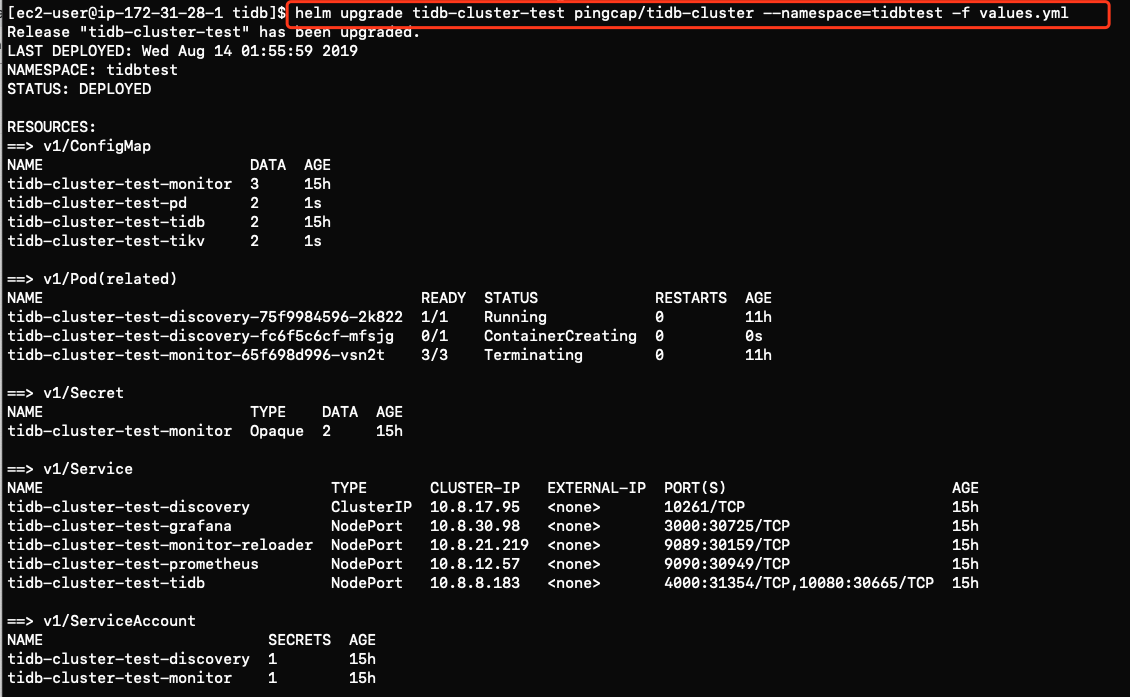 [ec2-user@ip-172-31-28-1 tidb]$ helm upgrade tidb-cluster-test pingcap/tidb-cluster --namespace=tidbtest -f values.yml
Release "tidb-cluster-test" has been upgraded.
LAST DEPLOYED: Wed Aug 14 01:55:59 2019
NAMESPACE: tidbtest
STATUS: DEPLOYED
RESOURCES:
==> v1/ConfigMap
NAME DATA AGE
tidb-cluster-test-monitor 3 15h
tidb-cluster-test-pd 2 1s
tidb-cluster-test-tidb 2 15h
tidb-cluster-test-tikv 2 1s
==> v1/Pod(related)
NAME READY STATUS RESTARTS AGE
tidb-cluster-test-discovery-75f9984596-2k822 1/1 Running 0 11h
tidb-cluster-test-discovery-fc6f5c6cf-mfsjg 0/1 ContainerCreating 0 0s
tidb-cluster-test-monitor-65f698d996-vsn2t 3/3 Terminating 0 11h
==> v1/Secret
NAME TYPE DATA AGE
tidb-cluster-test-monitor Opaque 2 15h
==> v1/Service
NAME TYPE CLUSTER-IP EXTERNAL-IP PORT(S) AGE
tidb-cluster-test-discovery ClusterIP 10.8.17.95 <none> 10261/TCP 15h
tidb-cluster-test-grafana NodePort 10.8.30.98 <none> 3000:30725/TCP 15h
tidb-cluster-test-monitor-reloader NodePort 10.8.21.219 <none> 9089:30159/TCP 15h
tidb-cluster-test-prometheus NodePort 10.8.12.57 <none> 9090:30949/TCP 15h
tidb-cluster-test-tidb NodePort 10.8.8.183 <none> 4000:31354/TCP,10080:30665/TCP 15h
==> v1/ServiceAccount
NAME SECRETS AGE
tidb-cluster-test-discovery 1 15h
tidb-cluster-test-monitor 1 15h